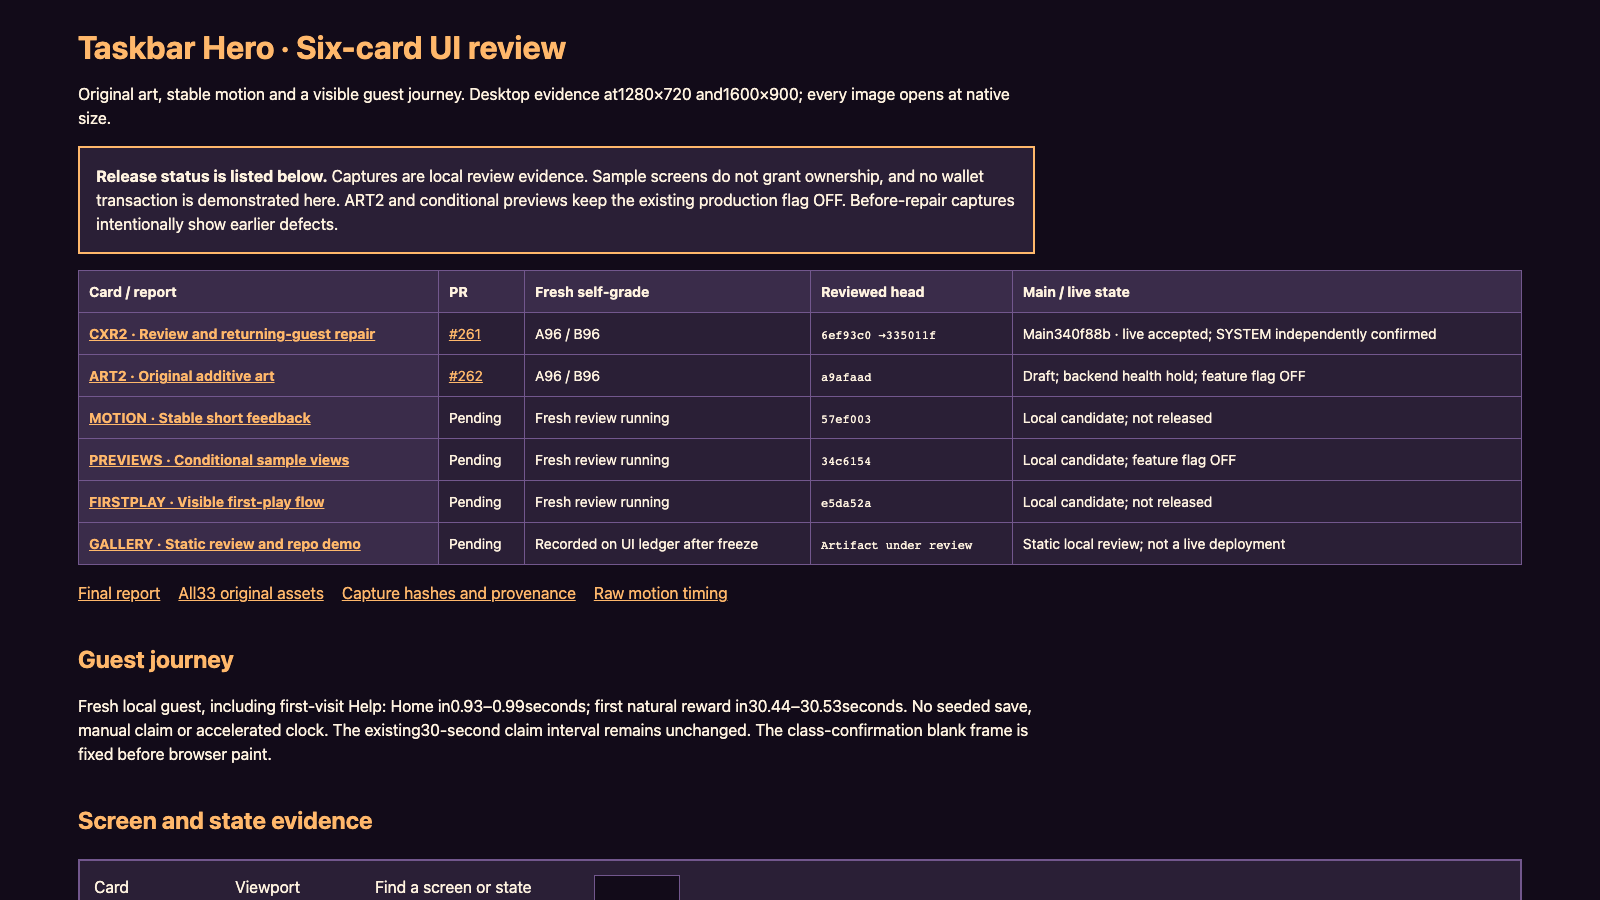 Taskbar Hero · Six-card UI review
Original art, stable motion and a visible guest journey. Desktop evidence at1280×720 and1600×900; every image opens at native
size.
Release status is listed below. Captures are local review evidence. Sample screens do not grant ownership, and no wallet
transaction is demonstrated here. ART2 and conditional previews keep the existing production flag OFF. Before-repair captures
intentionally show earlier defects.
Card / report PR Fresh self-grade Reviewed head Main / live state
CXR2 · Review and returning-guest repair #261 A96 / B96 6ef93c0 →335011f Main340f88b · live accepted; SYSTEM independently confirmed
ART2 · Original additive art #262 A96 / B96 a9afaad Draft; backend health hold; feature flag OFF
MOTION · Stable short feedback Pending Fresh review running 57ef003 Local candidate; not released
PREVIEWS · Conditional sample views Pending Fresh review running 34c6154 Local candidate; feature flag OFF
FIRSTPLAY · Visible first-play flow Pending Fresh review running e5da52a Local candidate; not released
GALLERY · Static review and repo demo Pending Recorded on UI ledger after freeze Artifact under review Static local review; not a live deployment
Final report All33 original assets Capture hashes and provenance Raw motion timing
Guest journey
Fresh local guest, including first-visit Help: Home in0.93–0.99seconds; first natural reward in30.44–30.53seconds. No seeded save,
manual claim or accelerated clock. The existing30-second claim interval remains unchanged. The class-confirmation blank frame is
fixed before browser paint.
Screen and state evidence
Card Viewport Find a screen or state